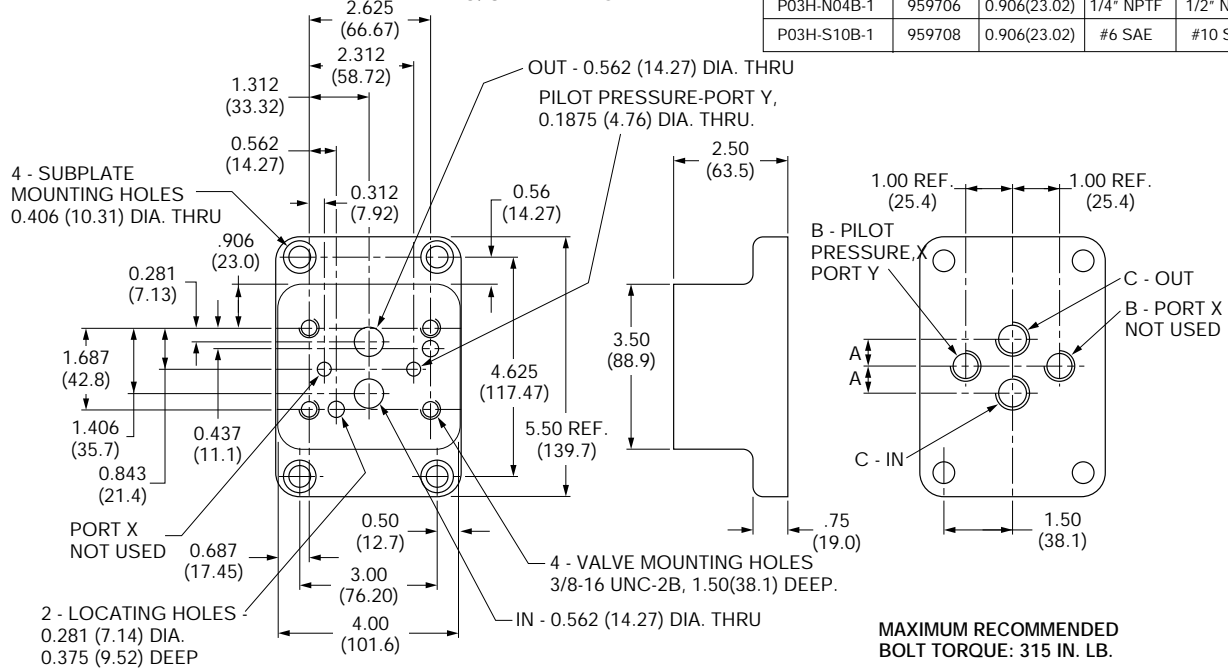 P03H-N04B-1 959706 0.906(23.02) 1/4" NPTF
P03H-S10B-1 959708 0.906(23.02) #6 SAE
2.625
(66.67)
2.312
(58.72)
1.312
(33.32)
0.562
(14.27)
0.312
(7.92)
OUT - 0.562 (14.27) DIA. THRU
PILOT PRESSURE-PORT Y,
0.1875 (4.76) DIA. THRU.
4 - SUBPLATE
MOUNTING HOLES
0.406 (10.31) DIA. THRU
.906
(23.0)
0.281
(7.13)
0.56
(14.27)
1.687
(42.8)
1.406
(35.7)
0.843
(21.4)
0.437
(11.1)
4.625
(117.47)
5.50 REF.
(139.7)
PORT X
NOT USED
0.687
(17.45)
0.50
(12.7)
3.00
(76.20)
4.00
(101.6)
2 - LOCATING HOLES -
0.281 (7.14) DIA.
0.375 (9.52) DEEP
4 - VALVE MOUNTING HOLES
3/8-16 UNC-2B, 1.50(38.1) DEEP.
IN - 0.562 (14.27) DIA. THRU
2.50
(63.5)
3.50
(88.9)
.75
(19.0)
1.00 REF.
(25.4)
1.00 REF.
(25.4)
B - PILOT
PRESSURE,X
PORT Y
C - OUT
B - PORT X
NOT USED
A
A
C - IN
1.50
(38.1)
MAXIMUM RECOMMENDED
BOLT TORQUE: 315 IN. LB.